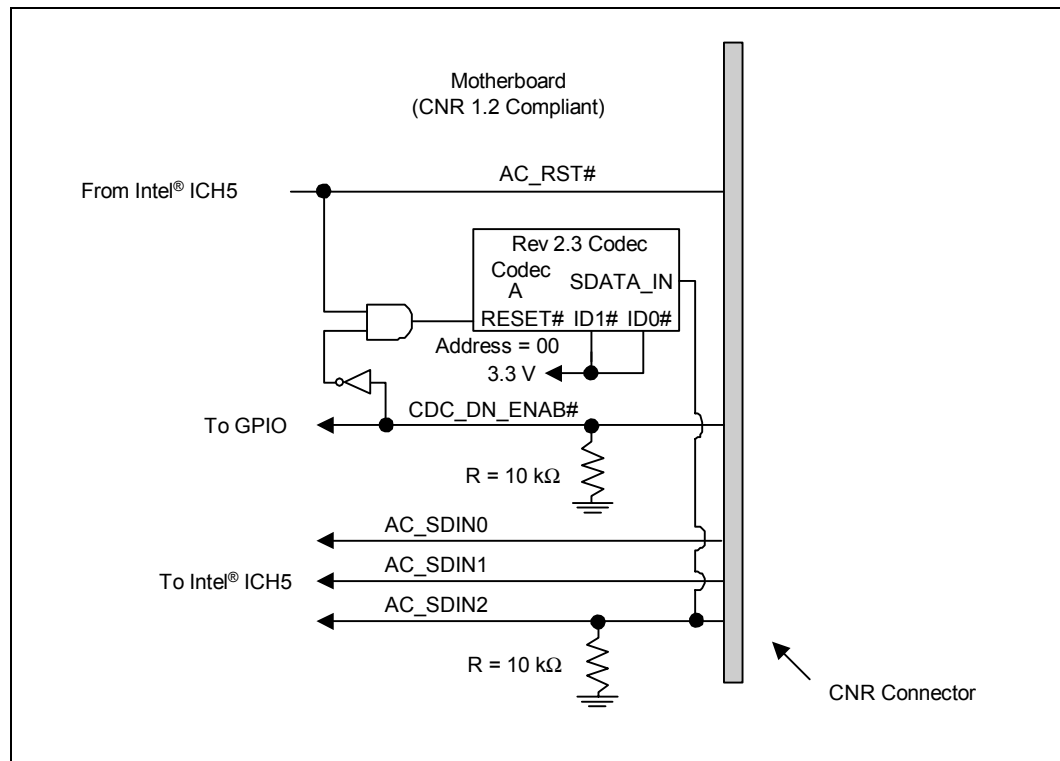 Motherboard
(CNR 1.2 Compliant)
AC_RST#
From Intel® ICH5
Rev 2.3 Codec
Codec
A
SDATA_IN
RESET# ID1# ID0#
Address = 00
3.3 V
CDC_DN_ENAB#
To GPIO
R = 10 kΩ
AC_SDIN0
AC_SDIN1
To Intel® ICH5
AC_SDIN2
R = 10 kΩ
CNR Connector